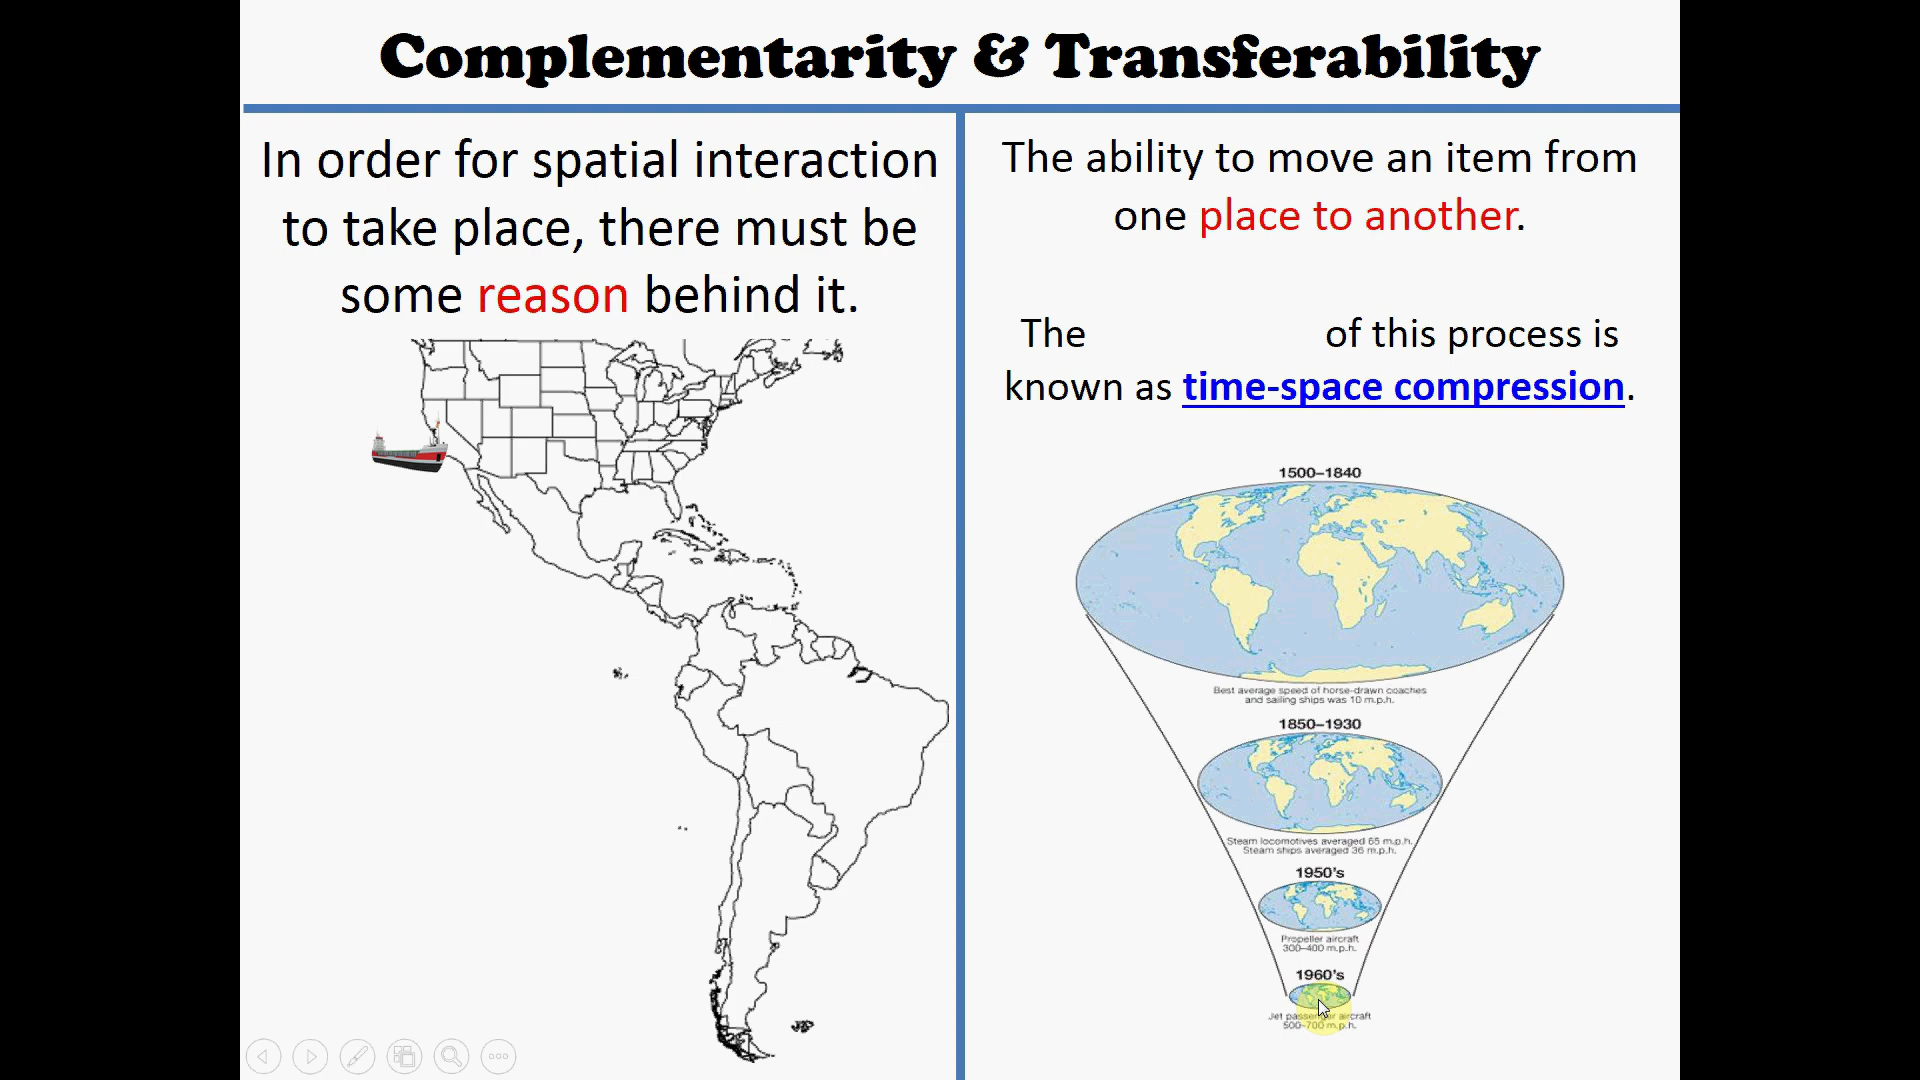 Complementarity & Transferability
In order for spatial interaction
to take place, there must be
some reason behind it.
The ability to move an item from
one place to another.
The of this process is
known as time-space compression.
1500–1840
Best average speed of horse-drawn coaches
and sailing ships was 10 m.p.h.
1850–1930
Steam locomotives averaged 65 m.p.h.
Steam ships averaged 36 m.p.h.
1950's
Propeller aircraft
300–400 m.p.h.
1960's
Jet passenger aircraft
500–700 m.p.h.